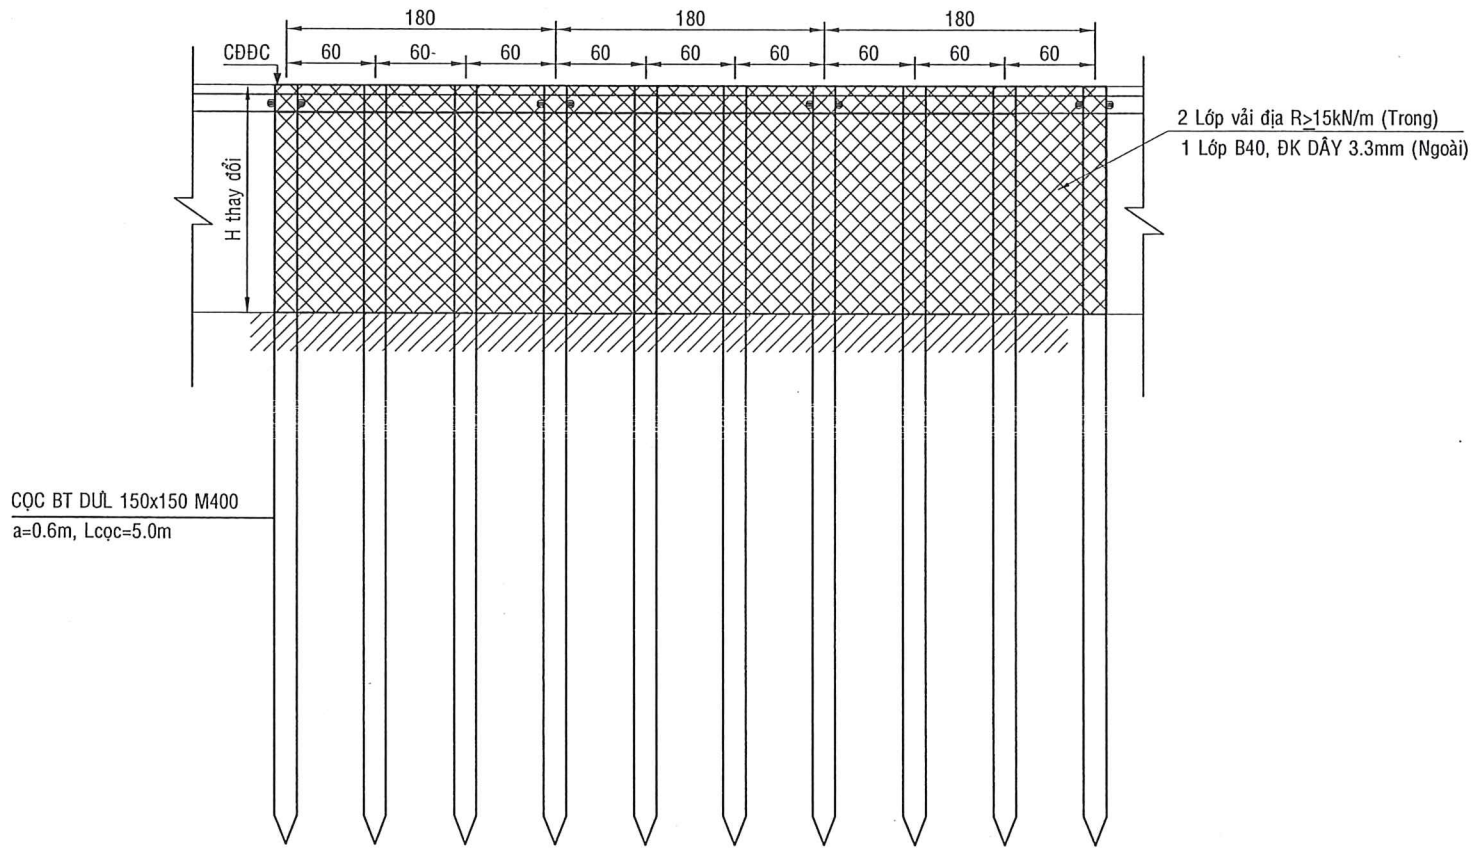 180 180 180
CĐĐC 60 60 60 60 60 60 60 60 60
2 Lớp vải địa R≥15kN/m (Trong)
1 Lớp B40, ĐK DÂY 3.3mm (Ngoài)
H thay đổi
CỌC BT DƯL 150x150 M400
a=0.6m, Lcọc=5.0m